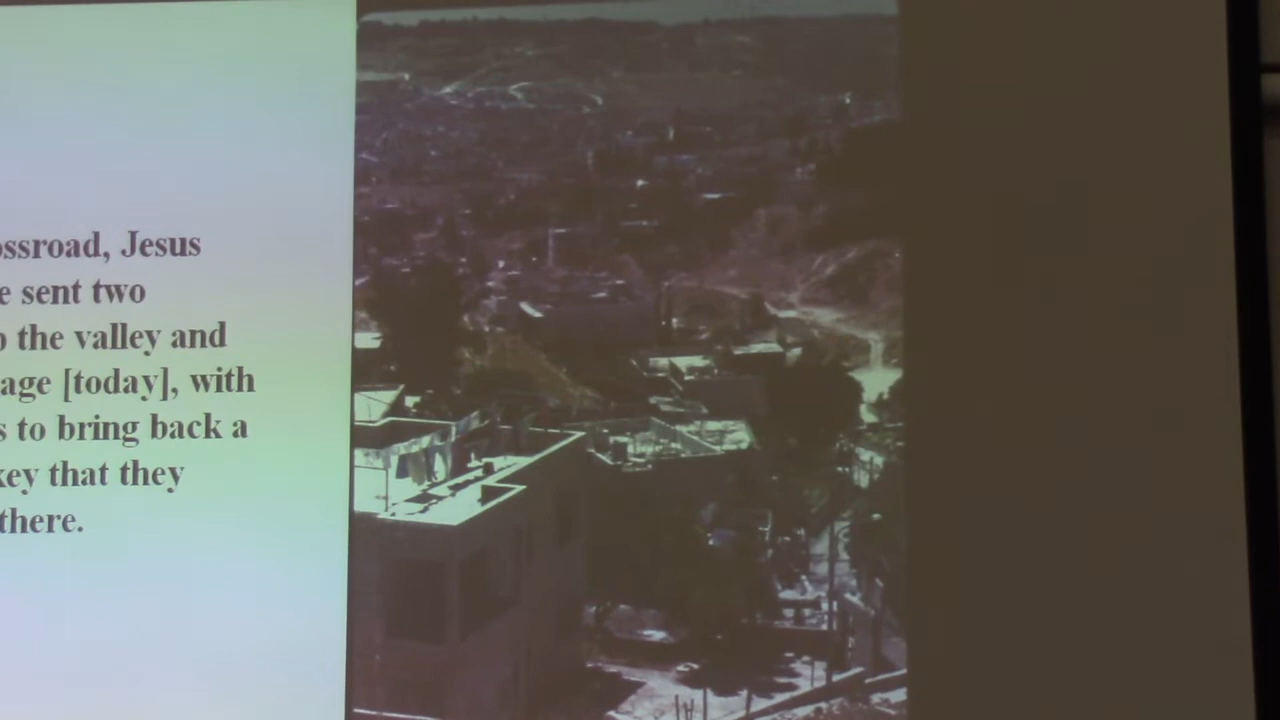 ossroad, Jesus
e sent two
o the valley and
age [today], with
s to bring back a
key that they
there.